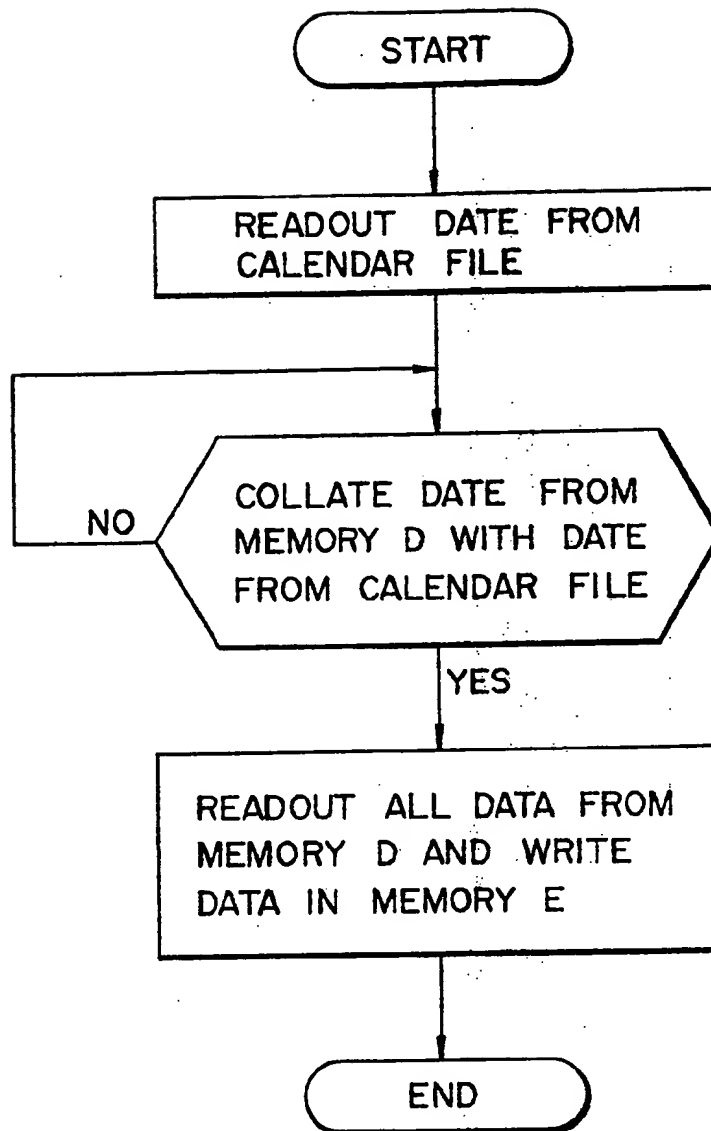 START
READOUT DATE FROM
CALENDAR FILE
COLLATE DATE FROM
MEMORY D WITH DATE
FROM CALENDAR FILE
NO
YES
READOUT ALL DATA FROM
MEMORY D AND WRITE
DATA IN MEMORY E
END